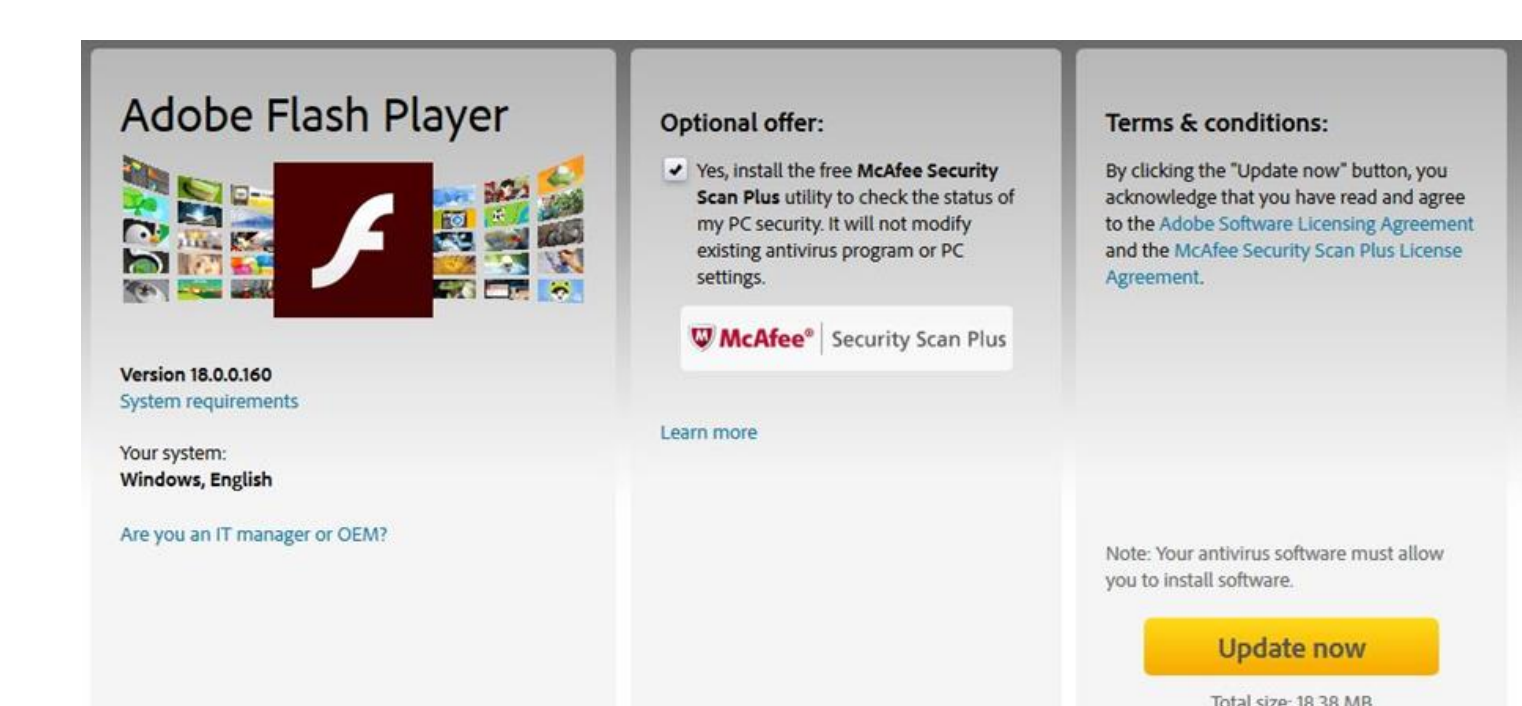 Adobe Flash Player
Version 18.0.0.160
System requirements
Your system:
Windows, English
Are you an IT manager or OEM?
Optional offer:
Yes, install the free McAfee Security
Scan Plus utility to check the status of
my PC security. It will not modify
existing antivirus program or PC
settings.
McAfee® Security Scan Plus
Learn more
Terms & conditions:
By clicking the "Update now" button, you
acknowledge that you have read and agree
to the Adobe Software Licensing Agreement
and the McAfee Security Scan Plus License
Agreement.
Note: Your antivirus software must allow
you to install software.
Update now
Total size: 18.38 MB